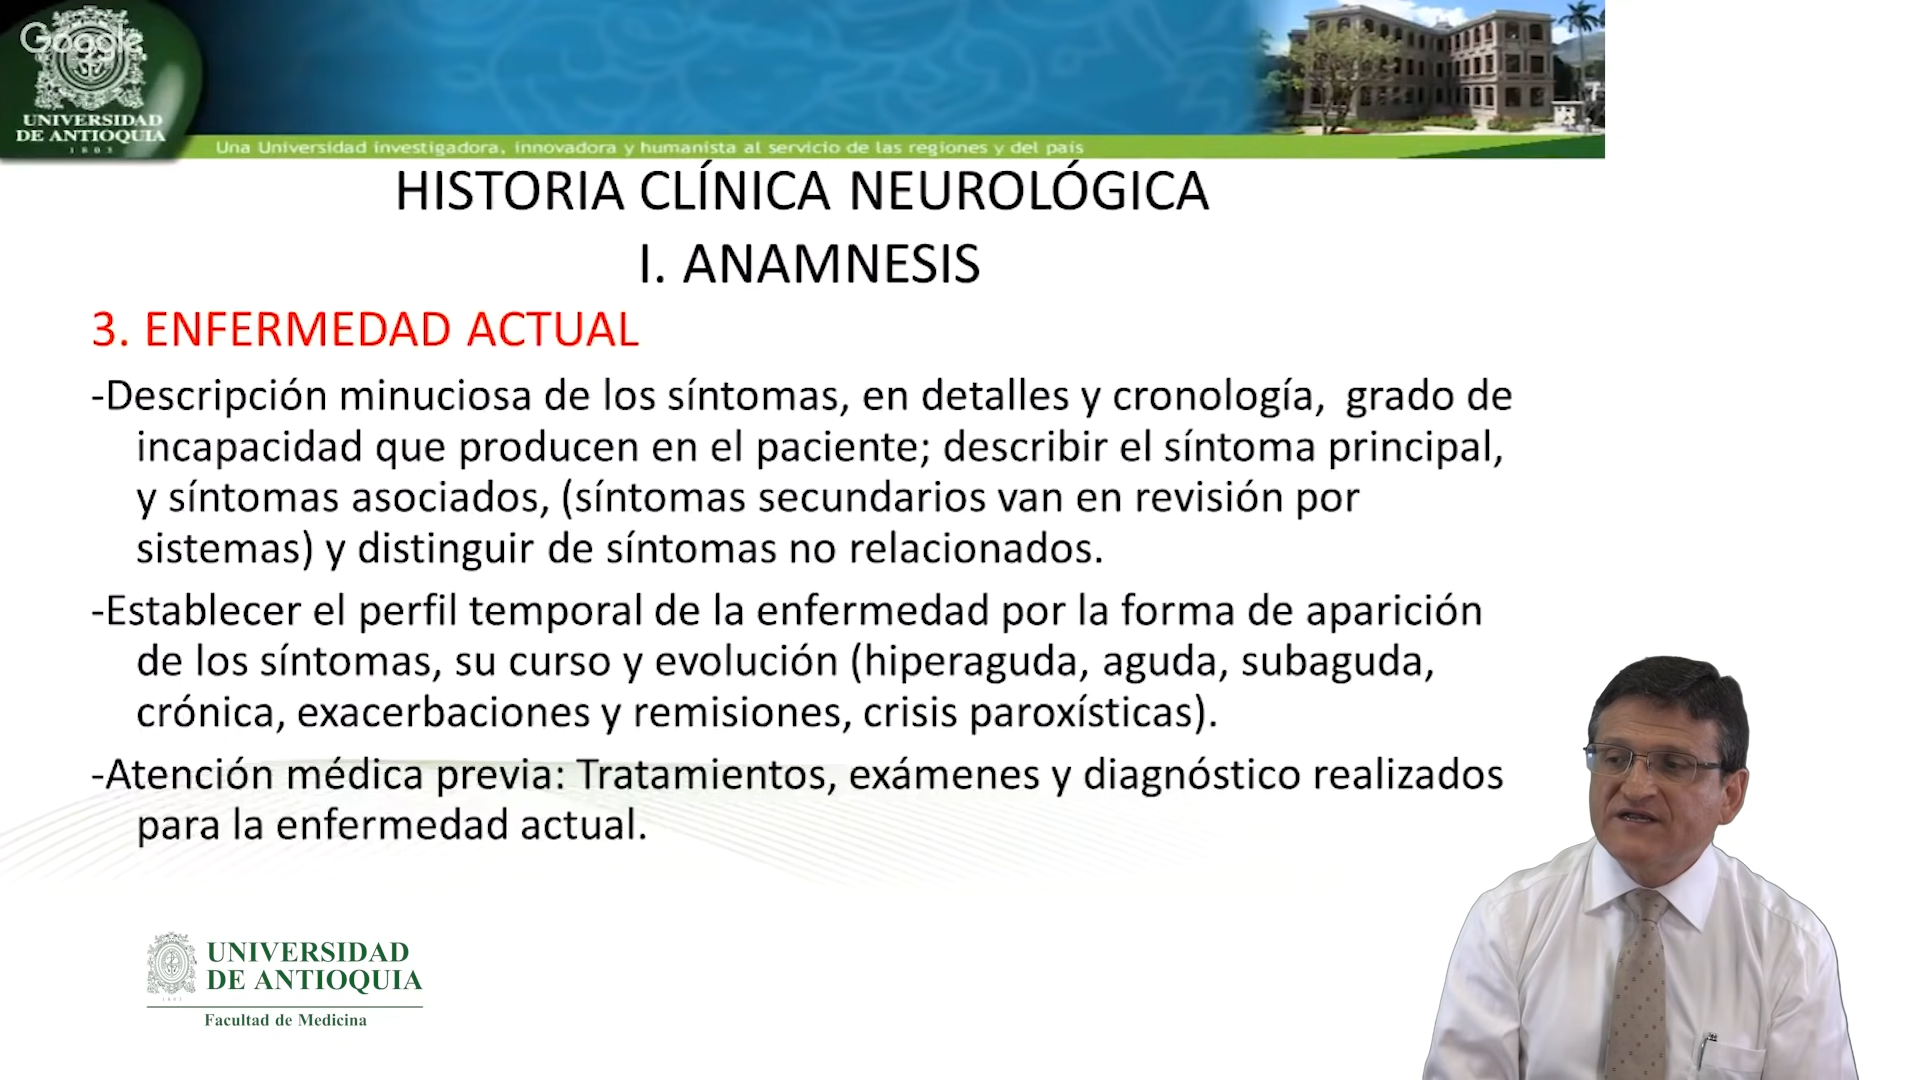 Google
UNIVERSIDAD
DE ANTIOQUIA
1803
Una Universidad investigadora, innovadora y humanista al servicio de las regiones y del país
HISTORIA CLÍNICA NEUROLÓGICA
I. ANAMNESIS
3. ENFERMEDAD ACTUAL
-Descripción minuciosa de los síntomas, en detalles y cronología, grado de
incapacidad que producen en el paciente; describir el síntoma principal,
y síntomas asociados, (síntomas secundarios van en revisión por
sistemas) y distinguir de síntomas no relacionados.
-Establecer el perfil temporal de la enfermedad por la forma de aparición
de los síntomas, su curso y evolución (hiperaguda, aguda, subaguda,
crónica, exacerbaciones y remisiones, crisis paroxísticas).
-Atención médica previa: Tratamientos, exámenes y diagnóstico realizados
para la enfermedad actual.
UNIVERSIDAD
DE ANTIOQUIA
1803
Facultad de Medicina